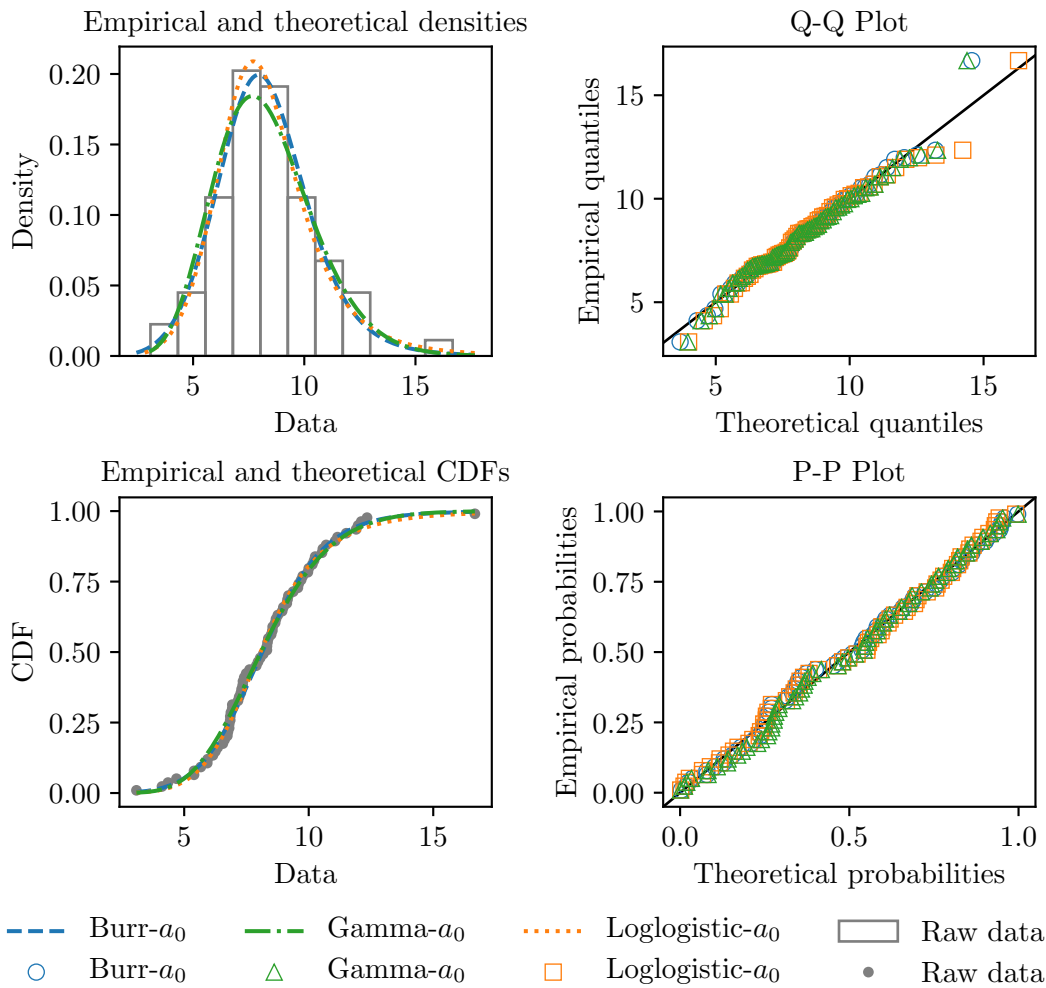 Empirical and theoretical densities
Density
0.20
0.15
0.10
0.05
0.00
5
10
15
Data
Q-Q Plot
Empirical quantiles
15
10
5
5
10
15
Theoretical quantiles
Empirical and theoretical CDFs
CDF
1.00
0.75
0.50
0.25
0.00
5
10
15
Data
P-P Plot
Empirical probabilities
1.00
0.75
0.50
0.25
0.00
0.0
0.5
1.0
Theoretical probabilities
Burr-a₀
Gamma-a₀
Loglogistic-a₀
Raw data
Burr-a₀
Gamma-a₀
Loglogistic-a₀
Raw data